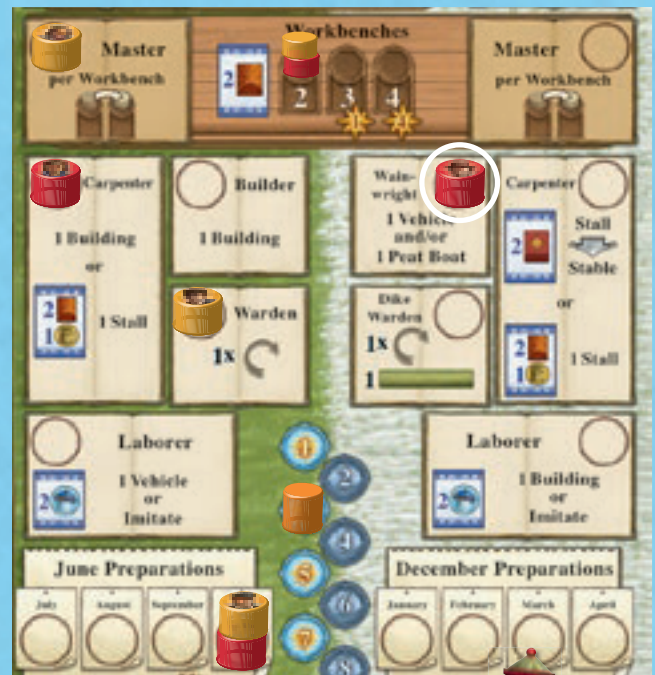 Workbenches
Master
per Workbench
2
2
3
4
1
1
Master
per Workbench
Carpenter
1 Building
or
2
1
1 Stall
Builder
1 Building
Warden
1x
Wain-
wright
1 Vehicle
and/or
1 Peat Boat
Dike
Warden
1x
1
Carpenter
2
Stall
Stable
or
2
1
1 Stall
Laborer
2
1 Vehicle
or
Imitate
1
2
4
5
6
7
8
Laborer
2
1 Building
or
Imitate
June Preparations
July
August
September
December Preparations
January
February
March
April